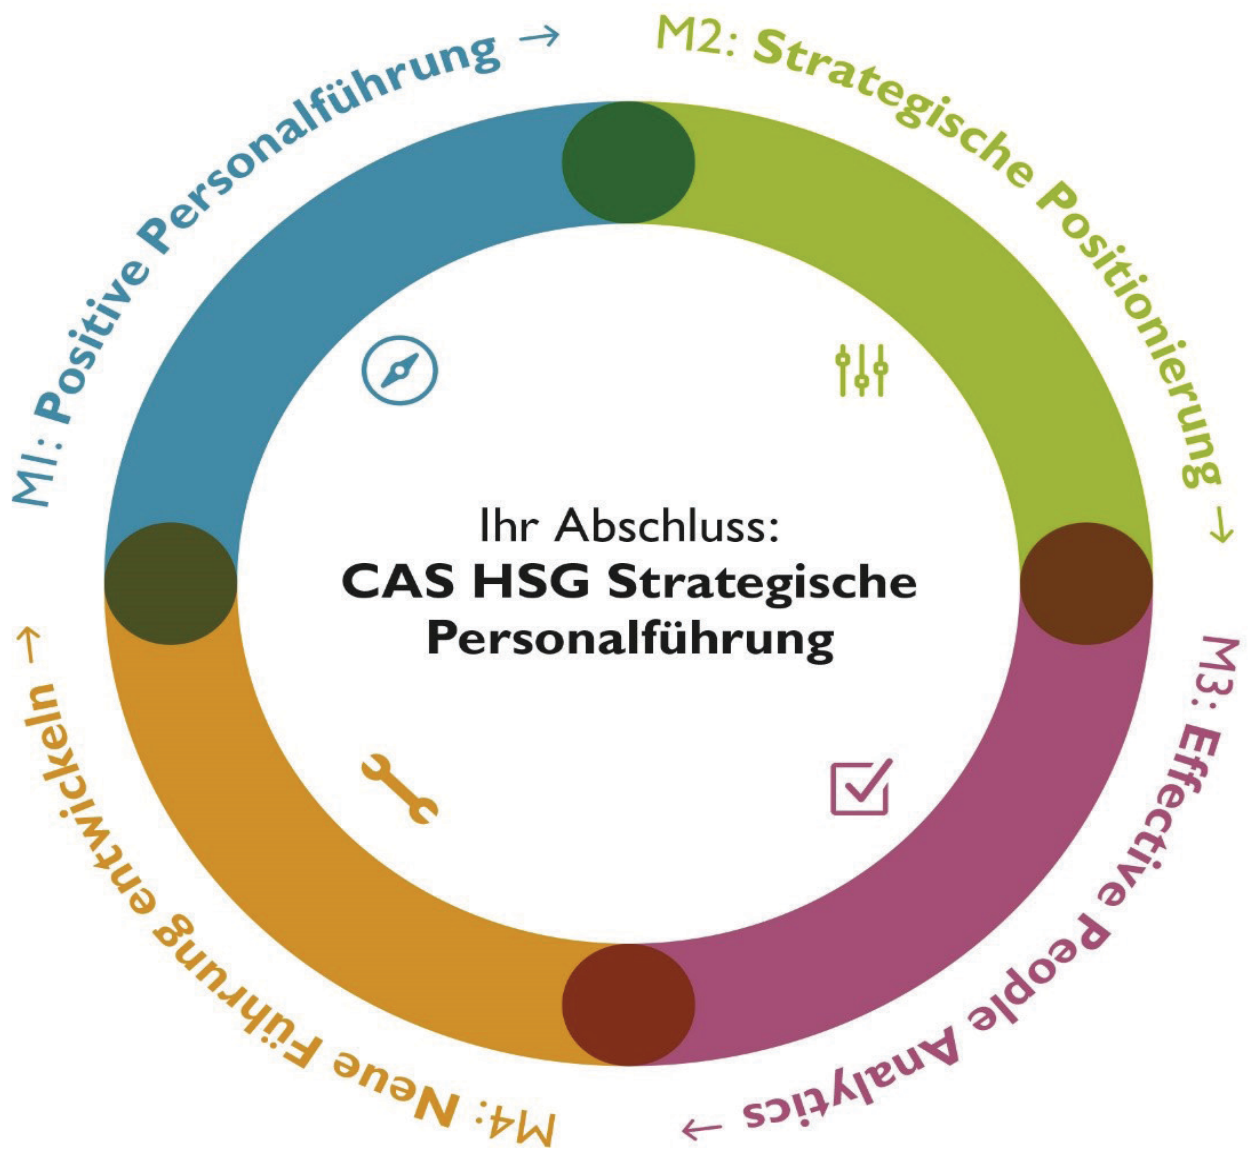 M1: Positive Personalführung →
M2: Strategische Positionierung →
M3: Effective People Analytics →
M4: Neue Führung entwickeln →
Ihr Abschluss:
CAS HSG Strategische
Personalführung